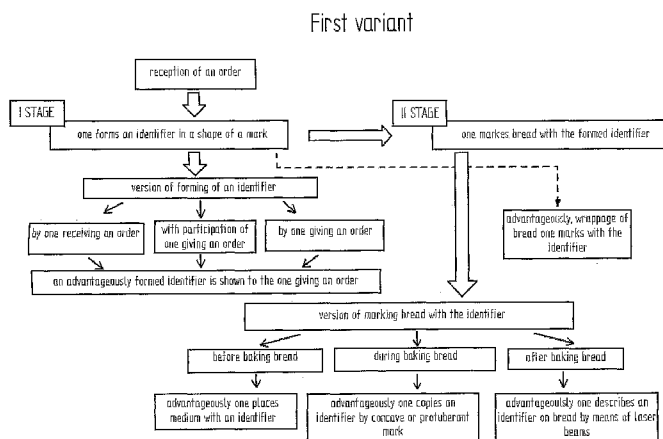 First variant
reception of an order
I STAGE
one forms an identifier in a shape of a mark
II STAGE
one markes bread with the formed identifier
version of forming of an identifier
by one receiving an order
with participation of
one giving an order
by one giving an order
an advantageously formed identifier is shown to the one giving an order
advantageously, wrappage of
bread one marks with the
identifier
version of marking bread with the identifier
before baking bread
during baking bread
after baking bread
advantageously one places
medium with an identifier
advantageously one copies an
identifier by concave or protuberant
mark
advantageoulsly one describes an
identifier on bread by means of laser
beams